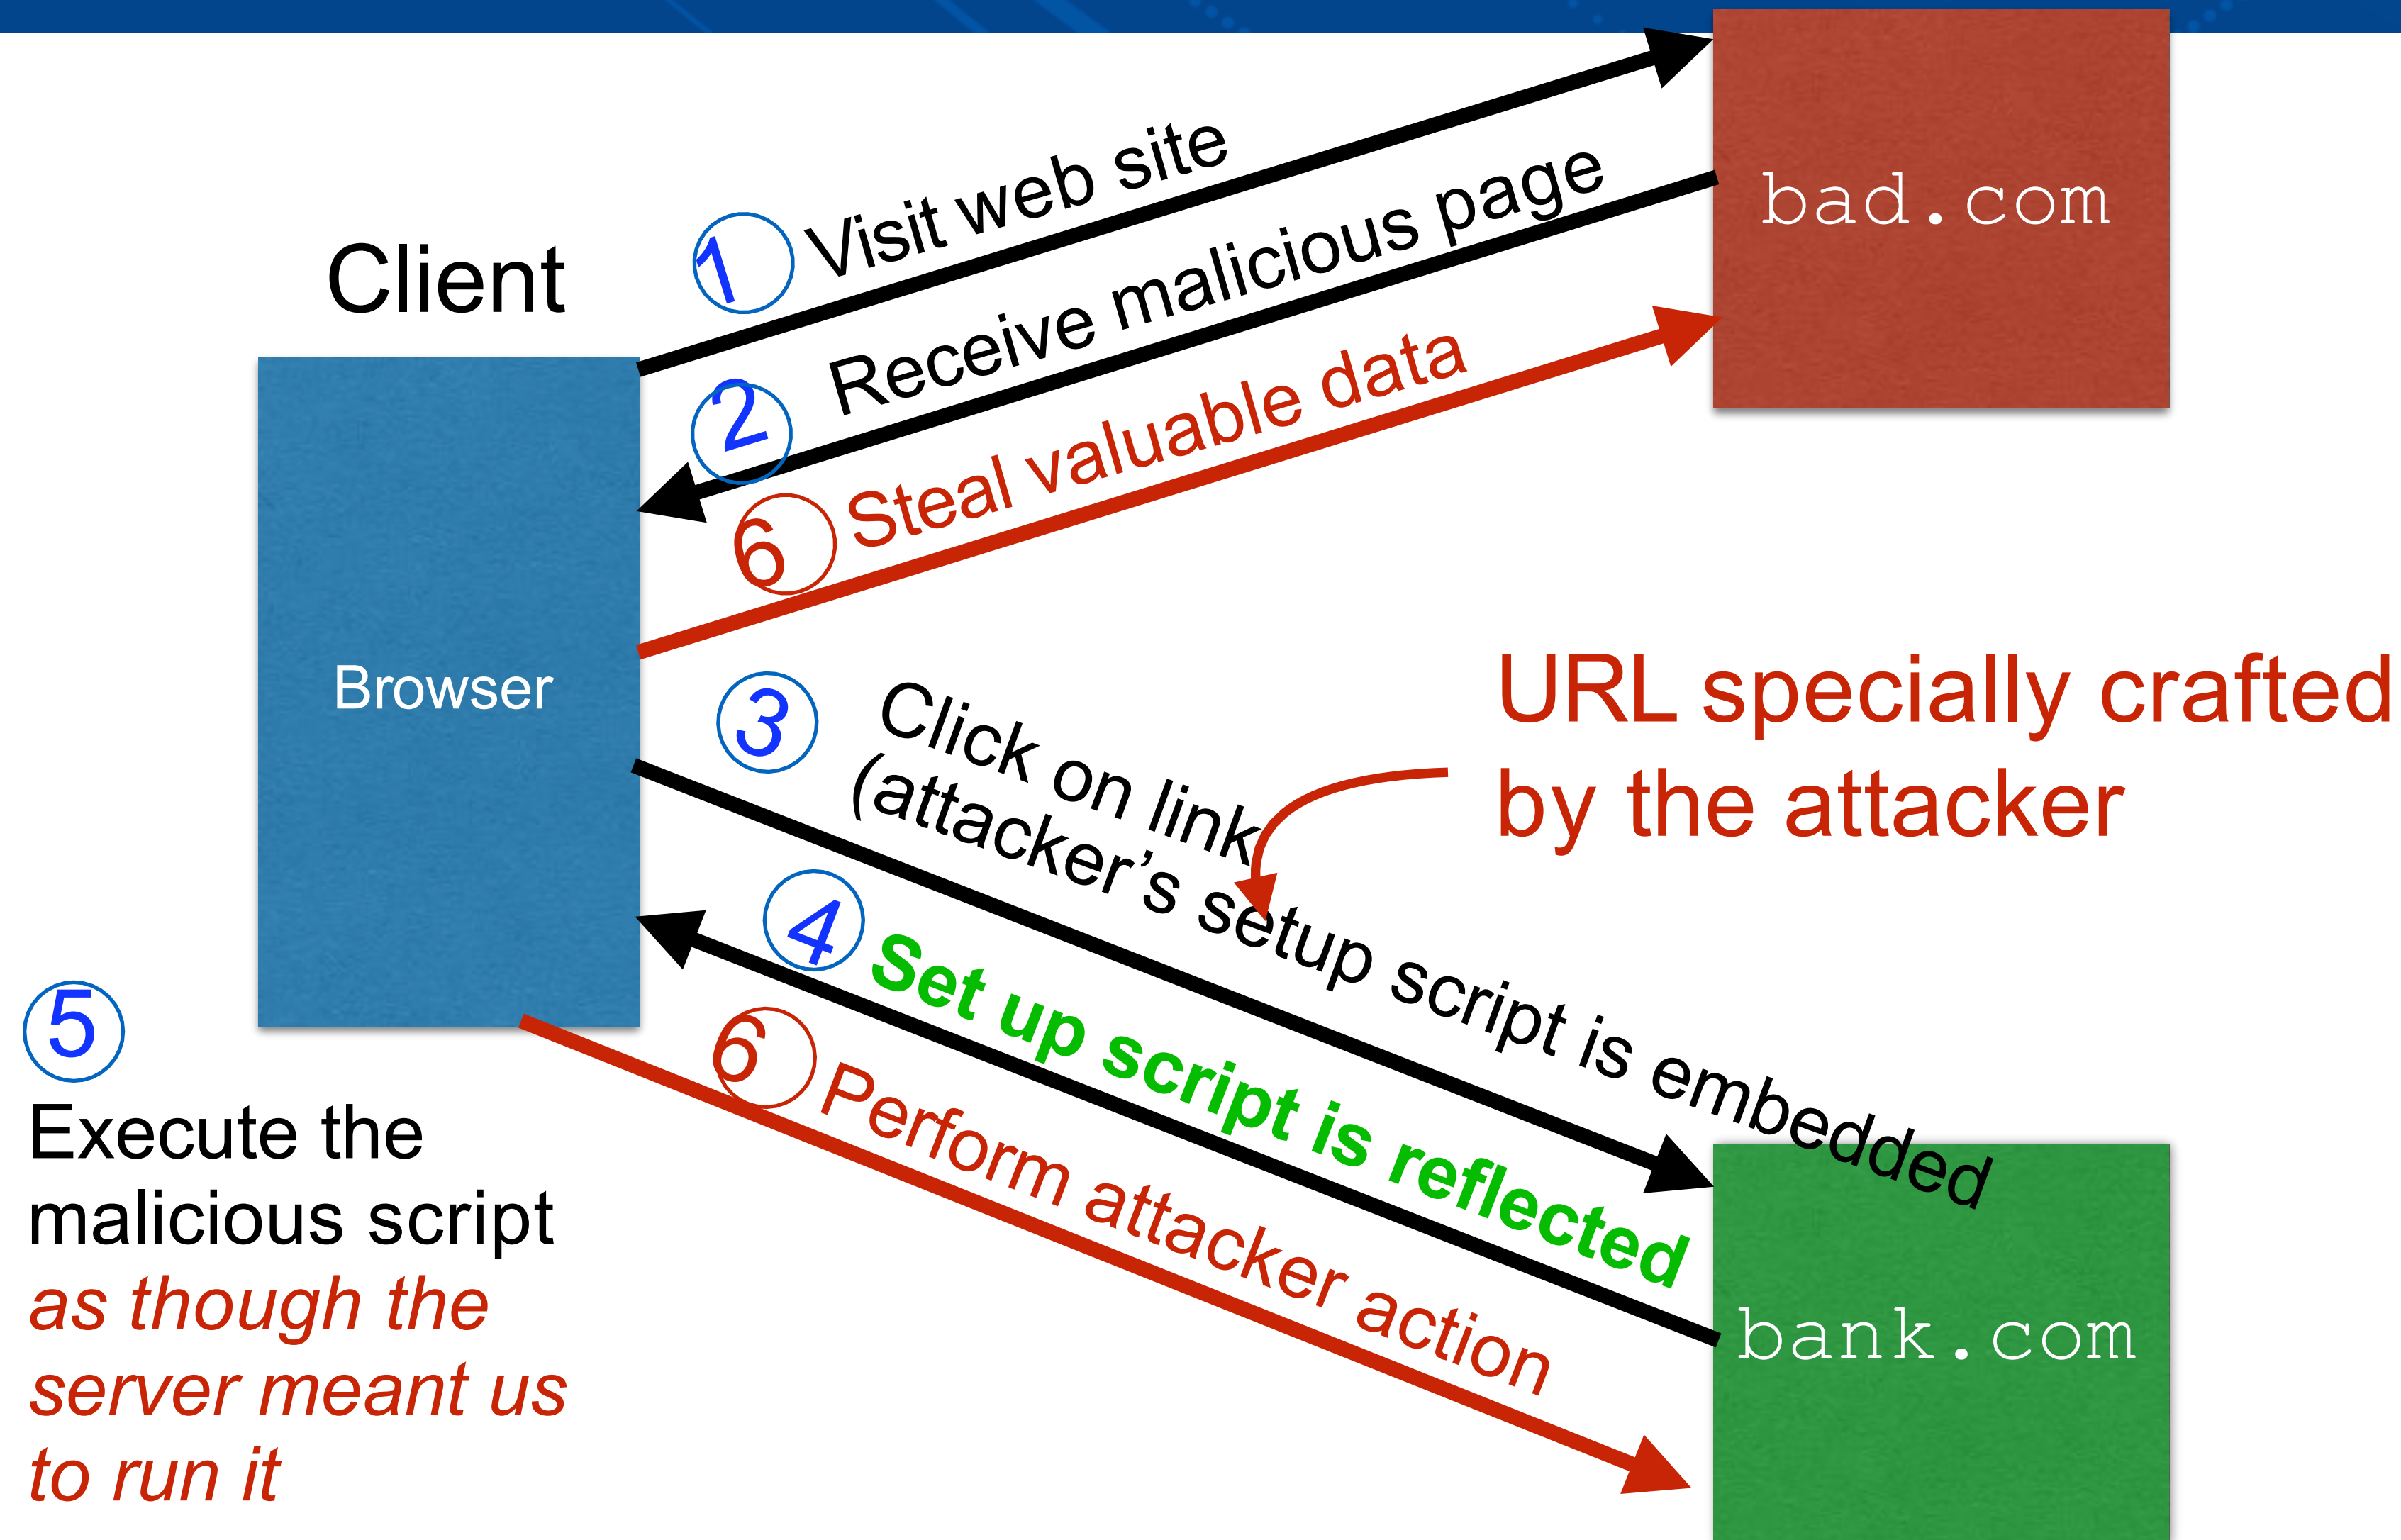 bad.com
Client
1 Visit web site
2 Receive malicious page
6 Steal valuable data
Browser
URL specially crafted
by the attacker
3 Click on link
(attacker’s setup script is embedded
4 Set up script is reflected
6 Perform attacker action
bank.com
5
Execute the
malicious script
as though the
server meant us
to run it